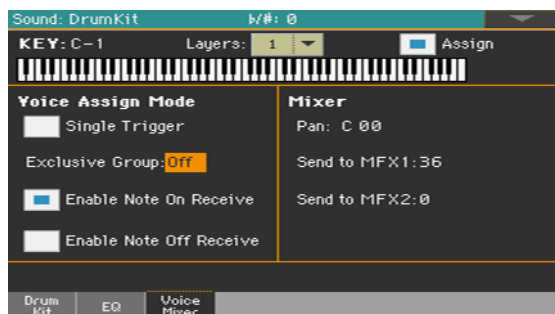 Sound: DrumKit ♭/#: 0
KEY: C-1 Layers: 1 Assign
Voice Assign Mode
Single Trigger
Exclusive Group: Off
Enable Note On Receive
Enable Note Off Receive
Mixer
Pan: C 00
Send to MFX1:36
Send to MFX2:0
Drum
Kit
EQ
Voice
Mixer